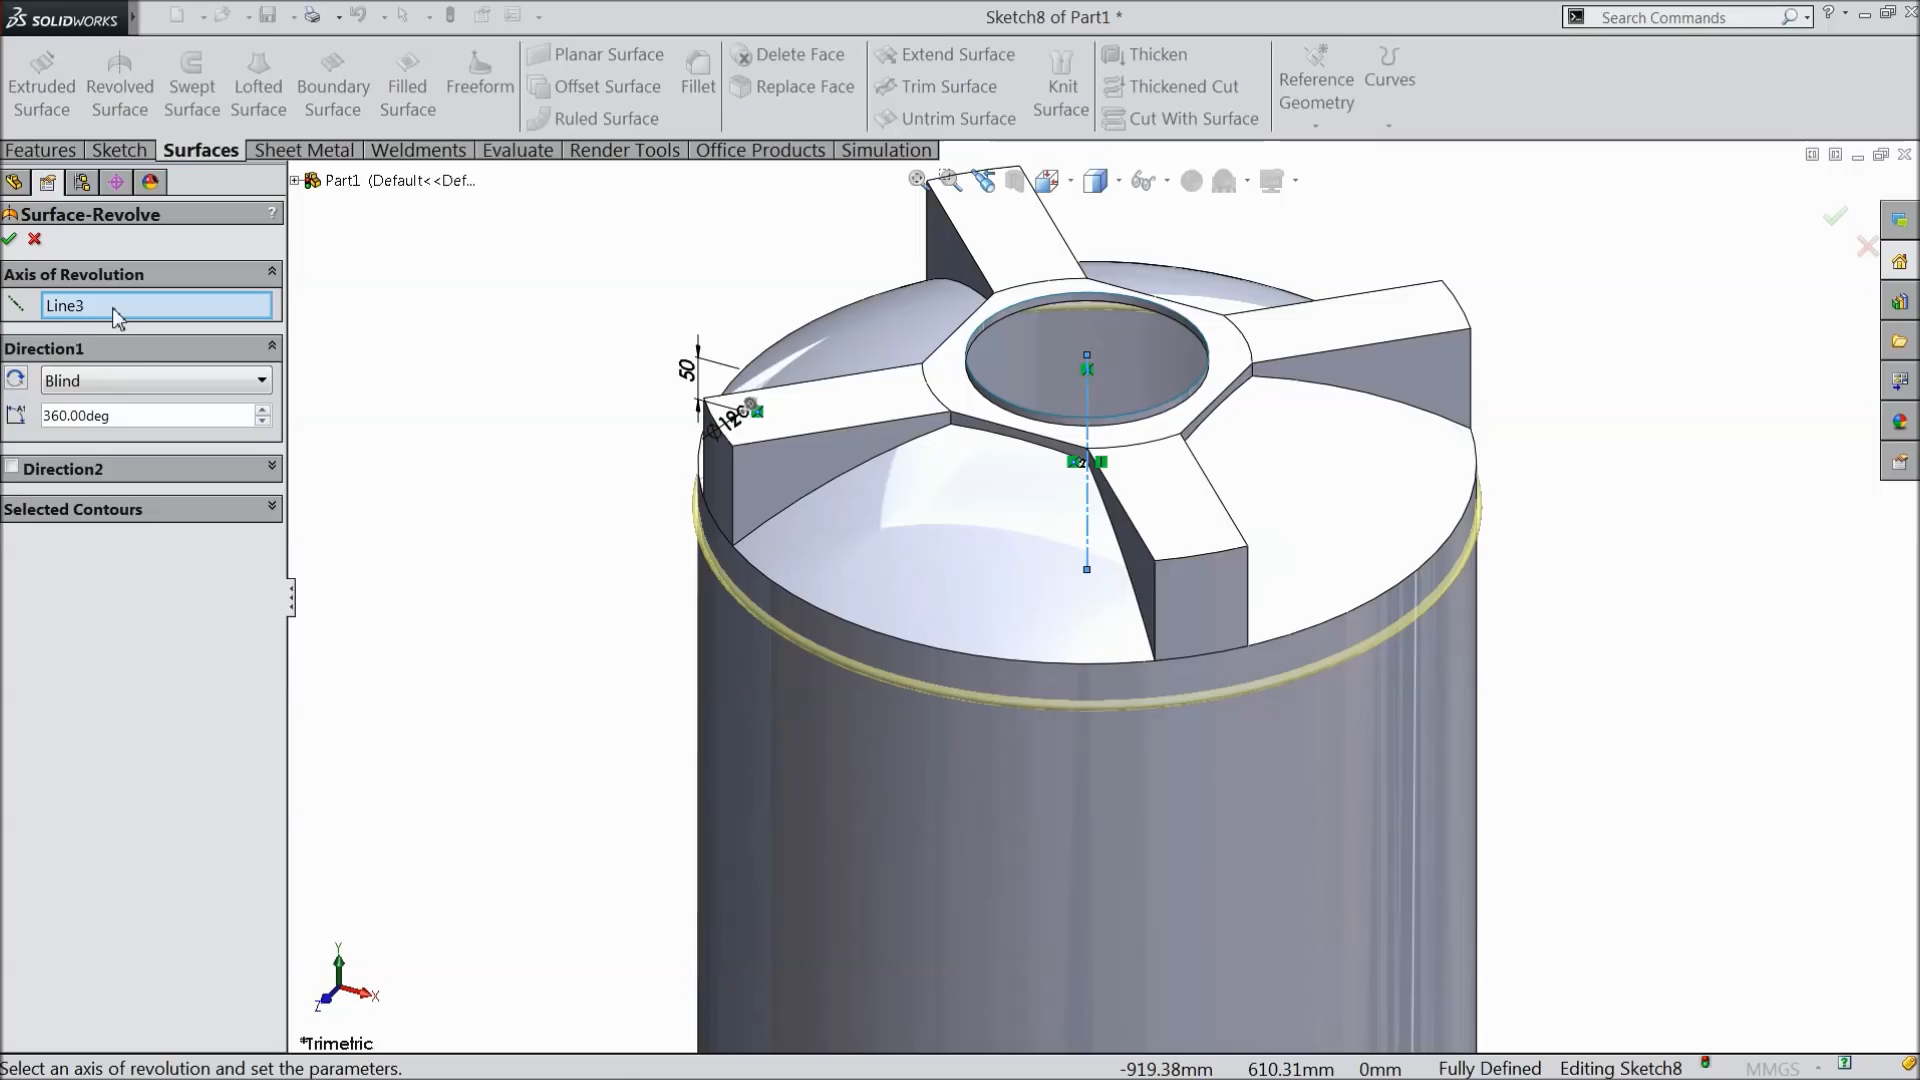 SOLIDWORKS
Sketch8 of Part1 *
Search Commands
?
Extruded Surface
Revolved Surface
Swept Surface
Lofted Surface
Boundary Surface
Filled Surface
Freeform
Planar Surface
Offset Surface
Ruled Surface
Fillet
Delete Face
Replace Face
Extend Surface
Trim Surface
Untrim Surface
Knit Surface
Thicken
Thickened Cut
Cut With Surface
Reference Geometry
Curves
Features
Sketch
Surfaces
Sheet Metal
Weldments
Evaluate
Render Tools
Office Products
Simulation
Part1 (Default<<Def...
Surface-Revolve
?
Axis of Revolution
Line3
Direction1
Blind
360.00deg
Direction2
Selected Contours
50
2
Y
X
Z
*Trimetric
Select an axis of revolution and set the parameters.
-919.38mm
610.31mm
0mm
Fully Defined
Editing Sketch8
MMGS
?